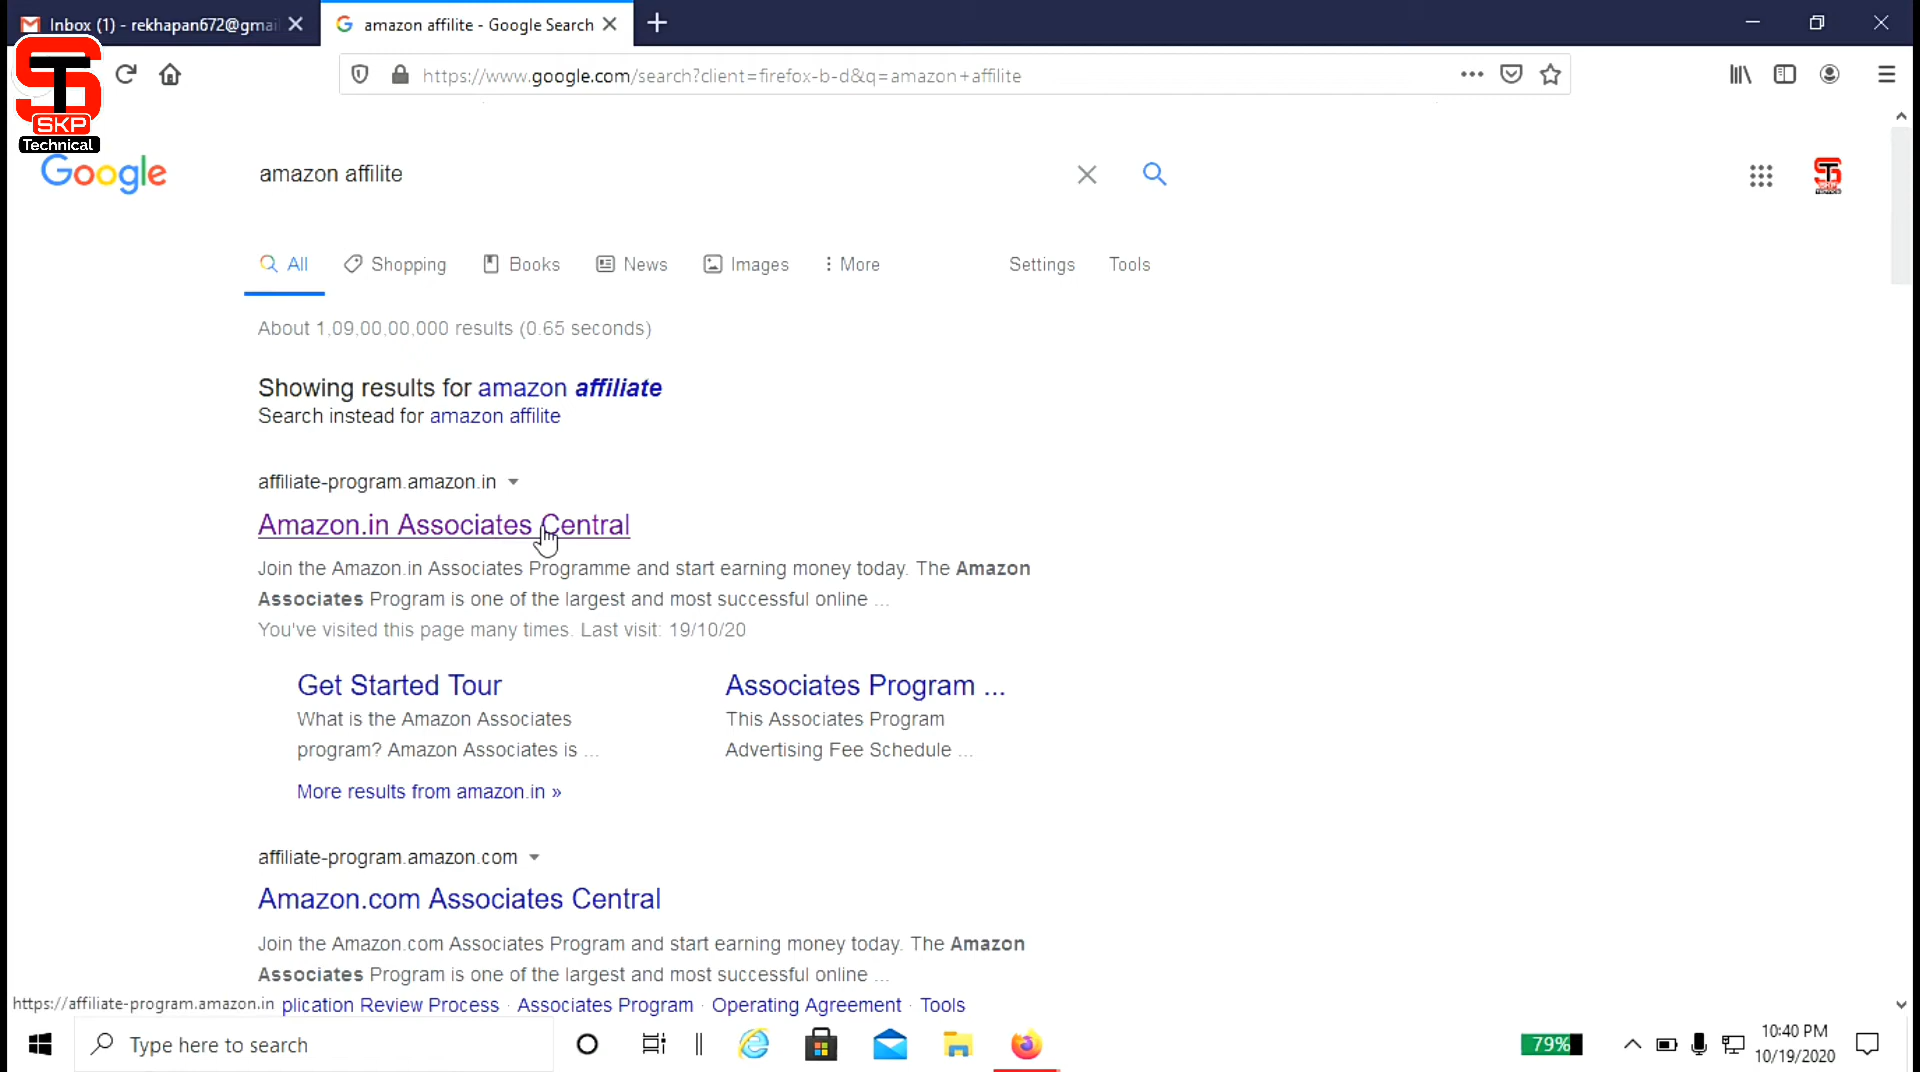 Inbox (1) - rekhapan672@gmai
amazon affilite - Google Search
ST
SKP
Technical
https://www.google.com/search?client=firefox-b-d&q=amazon+affilite
Google
amazon affilite
All
Shopping
Books
News
Images
More
Settings
Tools
About 1,09,00,00,000 results (0.65 seconds)
Showing results for amazon affiliate
Search instead for amazon affilite
affiliate-program.amazon.in
Amazon.in Associates Central
Join the Amazon.in Associates Programme and start earning money today. The Amazon
Associates Program is one of the largest and most successful online ...
You've visited this page many times. Last visit: 19/10/20
Get Started Tour
What is the Amazon Associates
program? Amazon Associates is ...
Associates Program ...
This Associates Program
Advertising Fee Schedule ...
More results from amazon.in »
affiliate-program.amazon.com
Amazon.com Associates Central
Join the Amazon.com Associates Program and start earning money today. The Amazon
Associates Program is one of the largest and most successful online ...
https://affiliate-program.amazon.in
plication Review Process · Associates Program · Operating Agreement · Tools
Type here to search
79%
10:40 PM
10/19/2020